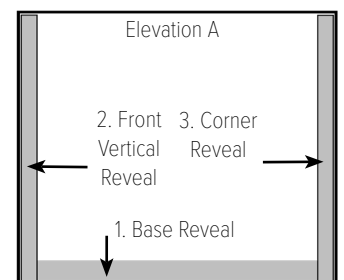 Elevation A
2. Front
Vertical
Reveal
3. Corner
Reveal
1. Base Reveal